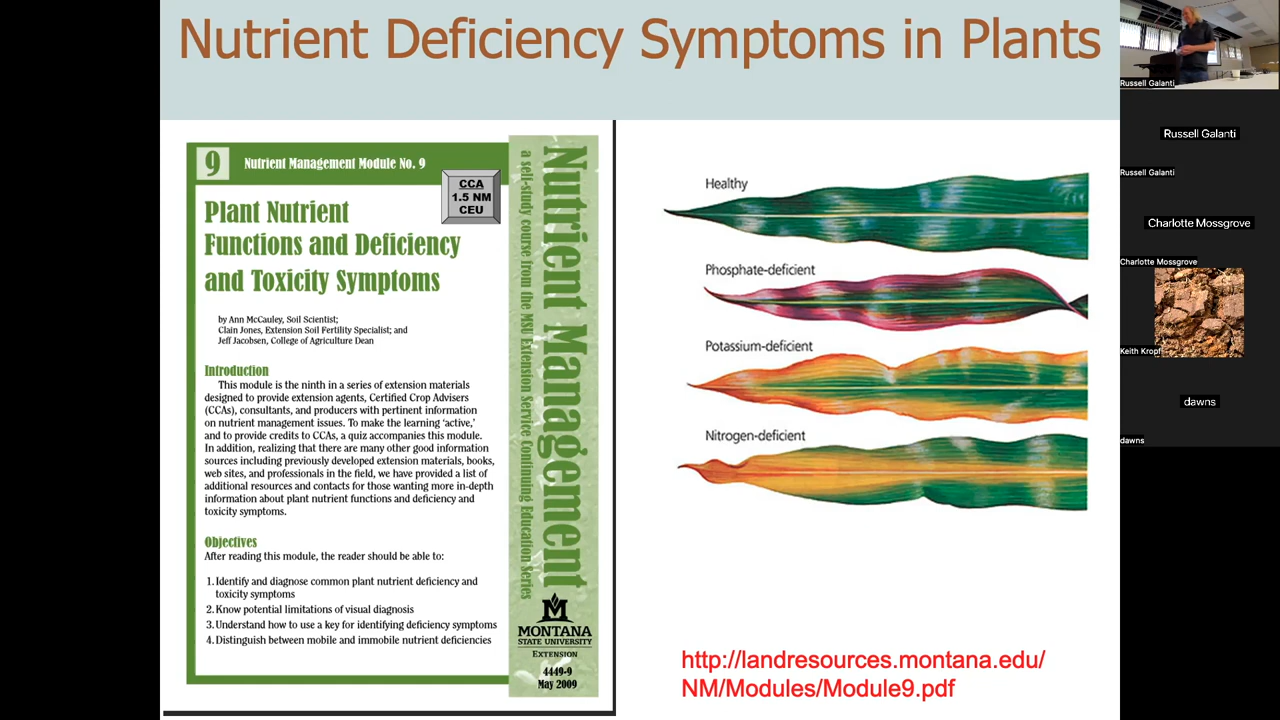 Nutrient Deficiency Symptoms in Plants
9
Nutrient Management Module No. 9
CCA
1.5 NM
CEU
Plant Nutrient
Functions and Deficiency
and Toxicity Symptoms
by Ann McCauley, Soil Scientist;
Clain Jones, Extension Soil Fertility Specialist; and
Jeff Jacobsen, College of Agriculture Dean
Introduction
This module is the ninth in a series of extension materials
designed to provide extension agents, Certified Crop Advisers
(CCAs), consultants, and producers with pertinent information
on nutrient management issues. To make the learning ‘active,’
and to provide credits to CCAs, a quiz accompanies this module.
In addition, realizing that there are many other good information
sources including previously developed extension materials, books,
web sites, and professionals in the field, we have provided a list of
additional resources and contacts for those wanting more in-depth
information about plant nutrient functions and deficiency and
toxicity symptoms.
Objectives
After reading this module, the reader should be able to:
1. Identify and diagnose common plant nutrient deficiency and
toxicity symptoms
2. Know potential limitations of visual diagnosis
3. Understand how to use a key for identifying deficiency symptoms
4. Distinguish between mobile and immobile nutrient deficiencies
Nutrient Management
a self-study course from the MSU Extension Service Continuing Education Series
MONTANA
STATE UNIVERSITY
EXTENSION
4449-9
May 2009
Healthy
Phosphate-deficient
Potassium-deficient
Nitrogen-deficient
http://landresources.montana.edu/
NM/Modules/Module9.pdf
Russell Galanti
Russell Galanti
Russell Galanti
Charlotte Mossgrove
Charlotte Mossgrove
Keith Kropf
dawns
dawns